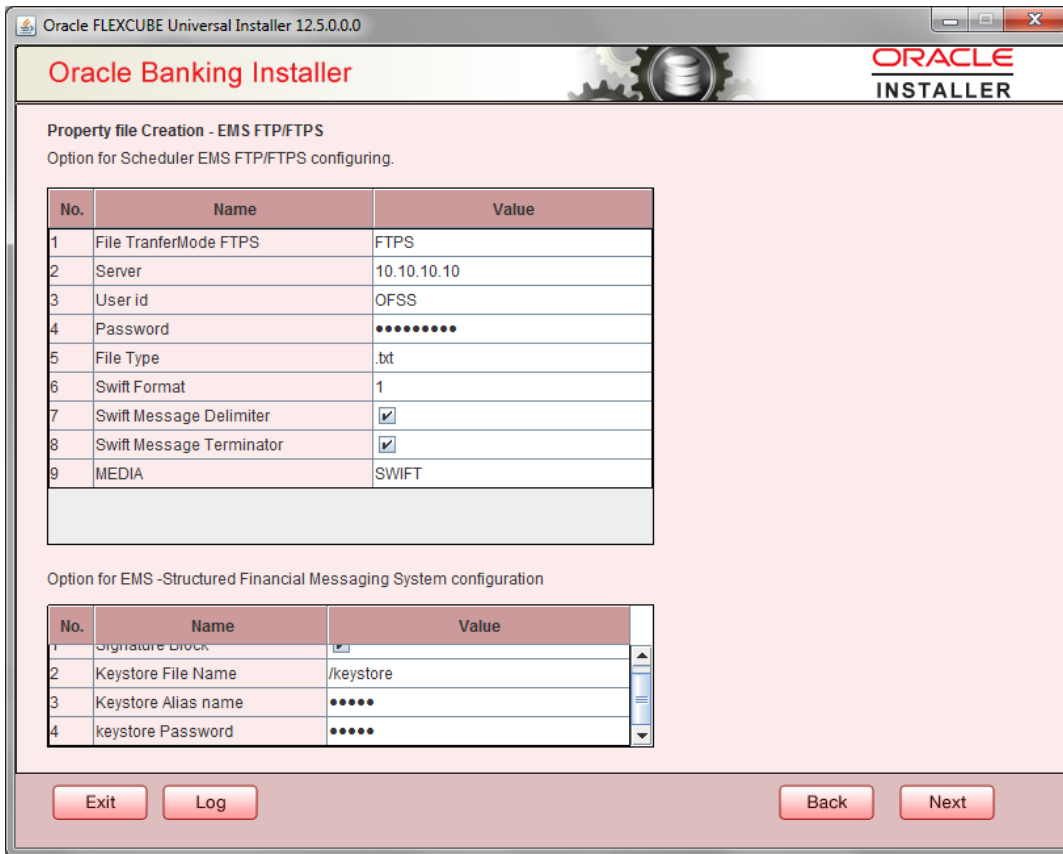 Oracle FLEXCUBE Universal Installer 12.5.0.0.0
Oracle Banking Installer
ORACLE
INSTALLER
Property file Creation - EMS FTP/FTPS
Option for Scheduler EMS FTP/FTPS configuring.
No. Name Value
1 File TranferMode FTPS FTPS
2 Server 10.10.10.10
3 User id OFSS
4 Password •••••••••
5 File Type .txt
6 Swift Format 1
7 Swift Message Delimiter
8 Swift Message Terminator
9 MEDIA SWIFT
Option for EMS -Structured Financial Messaging System configuration
No. Name Value
1 Signature Block
2 Keystore File Name /keystore
3 Keystore Alias name •••••
4 keystore Password •••••
Exit Log Back Next